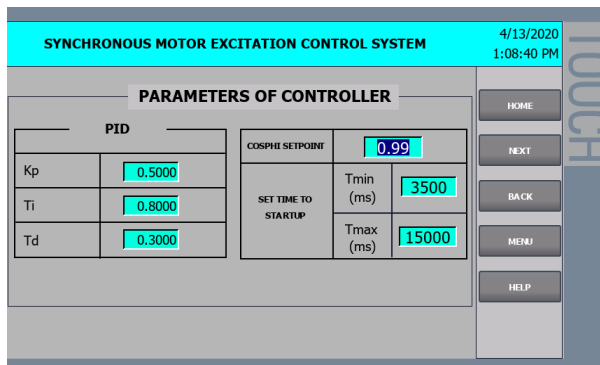 SYNCHRONOUS MOTOR EXCITATION CONTROL SYSTEM
4/13/2020
1:08:40 PM
TOUCH
PARAMETERS OF CONTROLLER
PID
Kp 0.5000
Ti 0.8000
Td 0.3000
COSPHI SETPOINT 0.99
SET TIME TO
STARTUP
Tmin
(ms)
3500
Tmax
(ms)
15000
HOME
NEXT
BACK
MENU
HELP